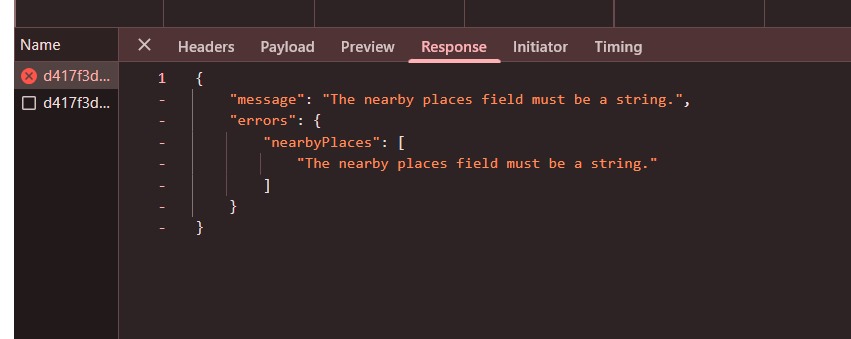 Name
Headers Payload Preview Response Initiator Timing
d417f3d...
d417f3d...
1 {
- "message": "The nearby places field must be a string.",
- "errors": {
- "nearbyPlaces": [
- "The nearby places field must be a string."
- ]
- }
- }